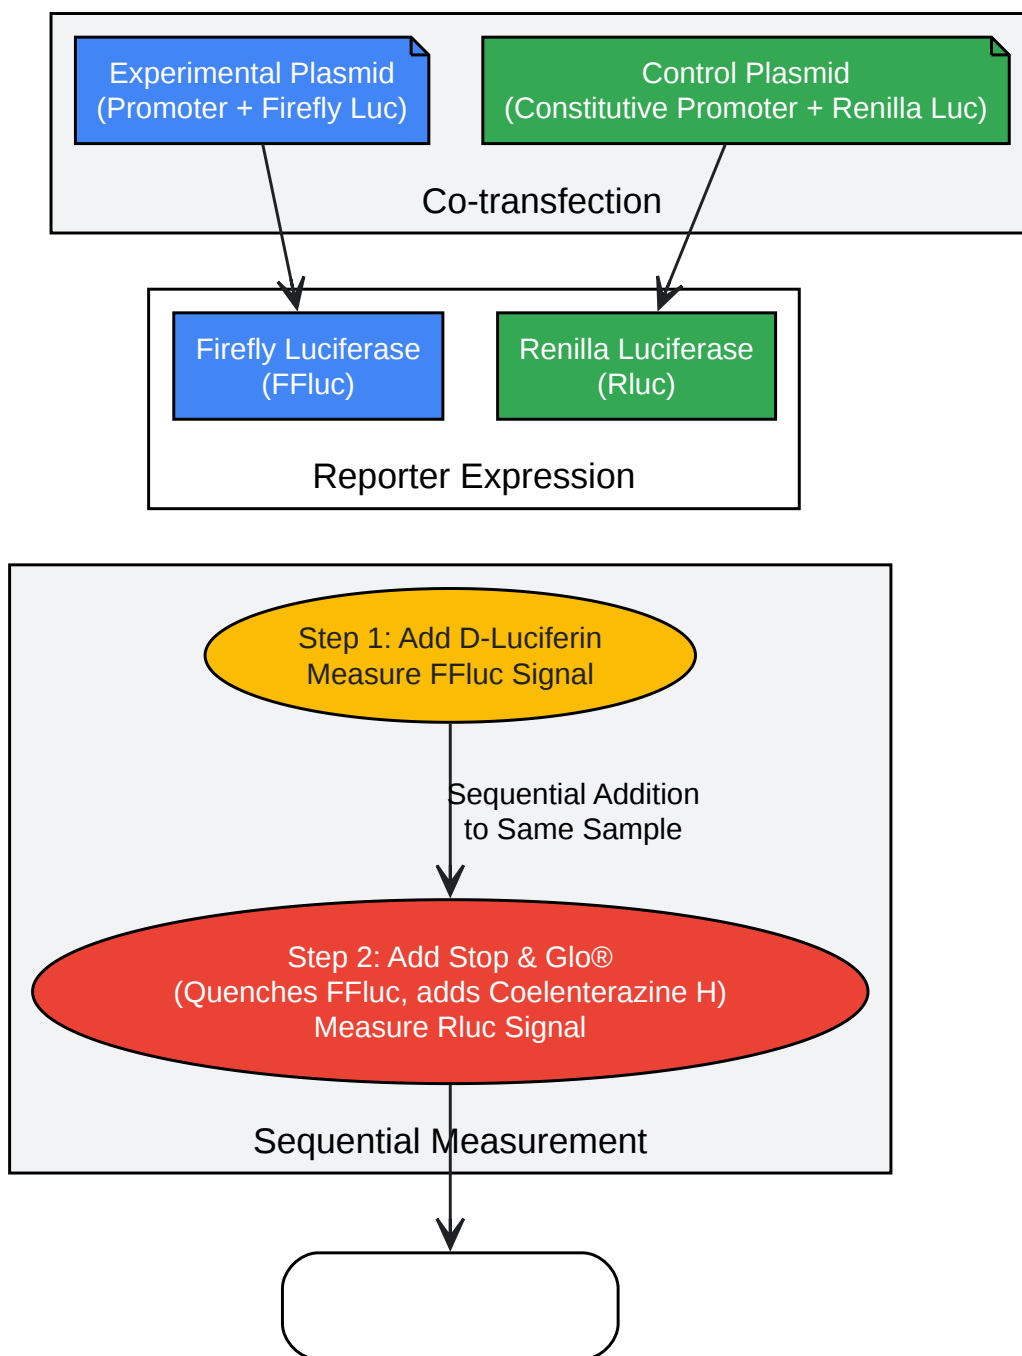 Experimental Plasmid
(Promoter + Firefly Luc)
Control Plasmid
(Constitutive Promoter + Renilla Luc)
Co-transfection
Firefly Luciferase
(FFluc)
Renilla Luciferase
(Rluc)
Reporter Expression
Step 1: Add D-Luciferin
Measure FFluc Signal
Sequential Addition
to Same Sample
Step 2: Add Stop & Glo®
(Quenches FFluc, adds Coelenterazine H)
Measure Rluc Signal
Sequential Measurement